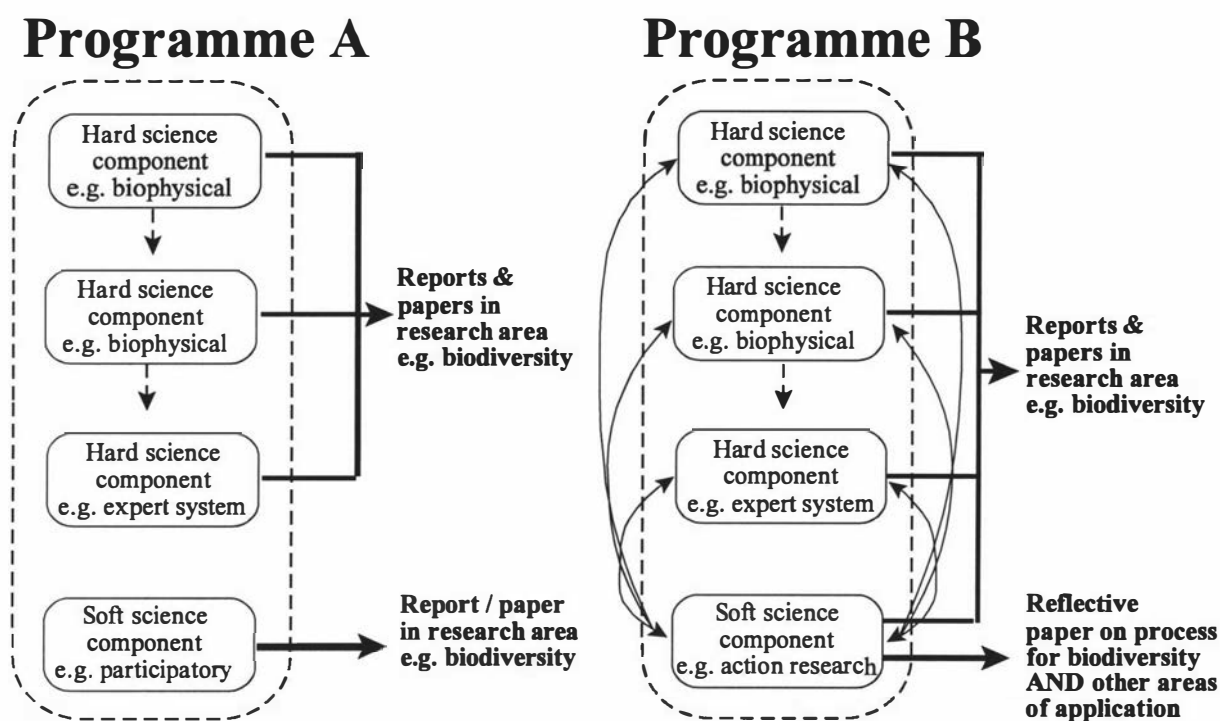 Programme A
Hard science
component
e.g. biophysical
Hard science
component
e.g. biophysical
Hard science
component
e.g. expert system
Soft science
component
e.g. participatory
Reports &
papers in
research area
e.g. biodiversity
Report / paper
in research area
e.g. biodiversity
Programme B
Hard science
component
e.g. biophysical
Hard science
component
e.g. biophysical
Hard science
component
e.g. expert system
Soft science
component
e.g. action research
Reports &
papers in
research area
e.g. biodiversity
Reflective
paper on process
for biodiversity
AND other areas
of application